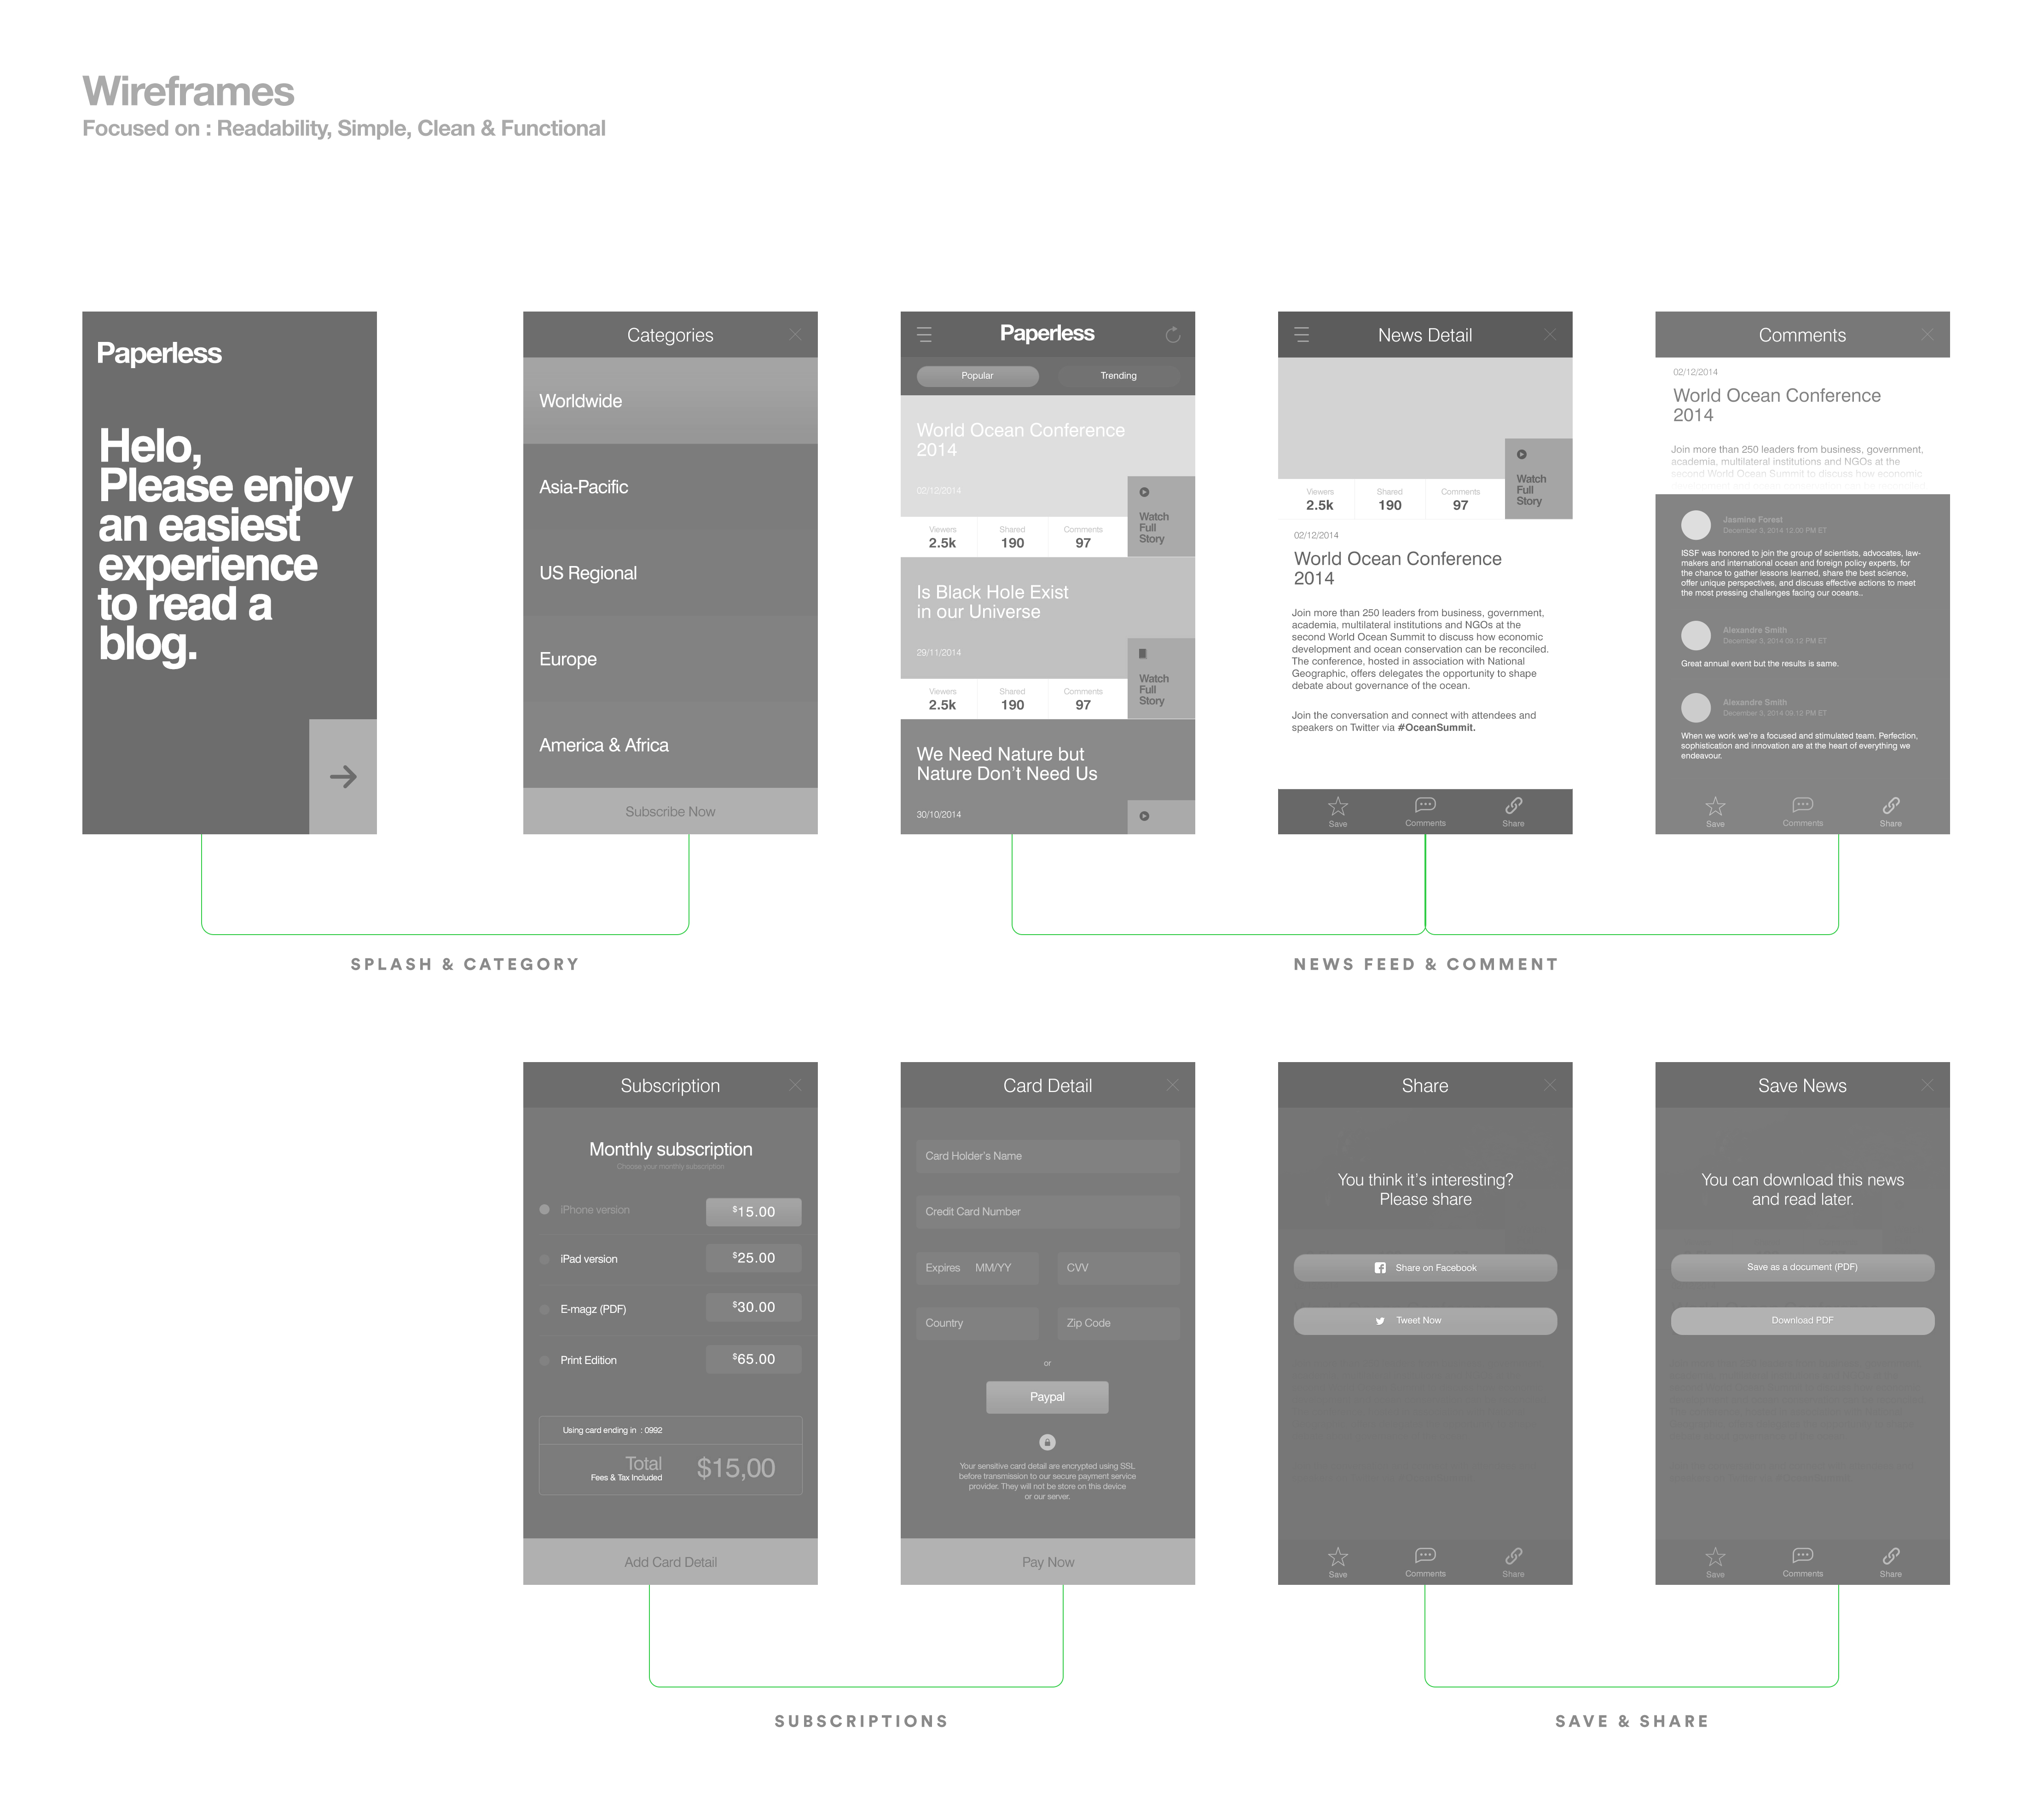 Wireframes
Focused on : Readability, Simple, Clean & Functional
Paperless
Helo,
Please enjoy
an easiest
experience
to read a
blog.
Categories
Worldwide
Asia-Pacific
US Regional
Europe
America & Africa
Subscribe Now
Paperless
Popular
Trending
World Ocean Conference
2014
02/12/2014
Watch
Full
Story
Viewers
2.5k
Shared
190
Comments
97
Is Black Hole Exist
in our Universe
29/11/2014
Watch
Full
Story
Viewers
2.5k
Shared
190
Comments
97
We Need Nature but
Nature Don't Need Us
30/10/2014
News Detail
Watch
Full
Story
Viewers
2.5k
Shared
190
Comments
97
02/12/2014
World Ocean Conference
2014
Join more than 250 leaders from business, government,
academia, multilateral institutions and NGOs at the
second World Ocean Summit to discuss how economic
development and ocean conservation can be reconciled.
The conference, hosted in association with National
Geographic, offers delegates the opportunity to shape
debate about governance of the ocean.
Join the conversation and connect with attendees and
speakers on Twitter via #OceanSummit.
Save
Comments
Share
Comments
02/12/2014
World Ocean Conference
2014
Join more than 250 leaders from business, government,
academia, multilateral institutions and NGOs at the
second World Ocean Summit to discuss how economic
Jasmine Forest
December 3, 2014 12.00 PM ET
ISSF was honored to join the group of scientists, advocates, law-
makers and international ocean and foreign policy experts, for
the chance to gather lessons learned, share the best science,
offer unique perspectives, and discuss effective actions to meet
the most pressing challenges facing our oceans..
Alexandre Smith
December 3, 2014 09.12 PM ET
Great annual event but the results is same.
Alexandre Smith
December 3, 2014 09.12 PM ET
When we work we're a focused and stimulated team. Perfection,
sophistication and innovation are at the heart of everything we
endeavour.
Save
Comments
Share
SPLASH & CATEGORY
NEWS FEED & COMMENT
Subscription
Monthly subscription
Choose your monthly subscription
iPhone version
$15.00
iPad version
$25.00
E-magz (PDF)
$30.00
Print Edition
$65.00
Using card ending in : 0992
Total
Fees & Tax Included
$15,00
Add Card Detail
Card Detail
Card Holder's Name
Credit Card Number
Expires MM/YY
CVV
Country
Zip Code
or
Paypal
Your sensitive card detail are encrypted using SSL
before transmission to our secure payment service
provider. They will not be store on this device
or our server.
Pay Now
Share
You think it's interesting?
Please share
Share on Facebook
Tweet Now
Save
Comments
Share
Save News
You can download this news
and read later.
Save as a document (PDF)
Download PDF
Save
Comments
Share
SUBSCRIPTIONS
SAVE & SHARE